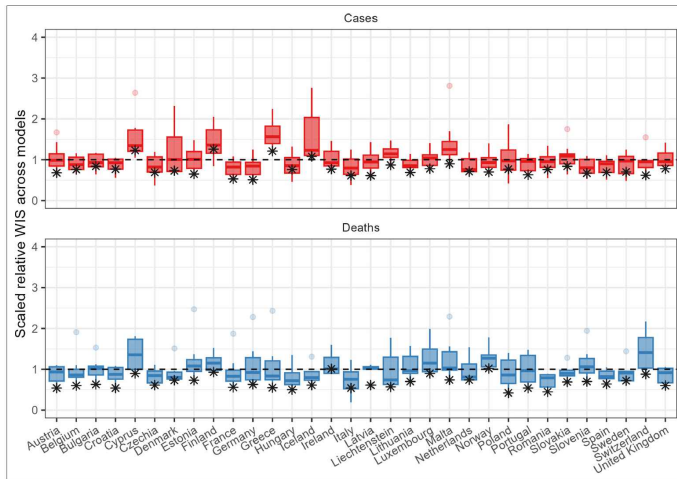 Cases
4
3
2
1
0
Scaled relative WIS across models
Deaths
4
3
2
1
0
Austria
Belgium
Bulgaria
Croatia
Cyprus
Czechia
Denmark
Estonia
Finland
France
Germany
Greece
Hungary
Iceland
Ireland
Italy
Latvia
Liechtenstein
Lithuania
Luxembourg
Malta
Netherlands
Norway
Poland
Portugal
Romania
Slovakia
Slovenia
Spain
Sweden
Switzerland
United Kingdom